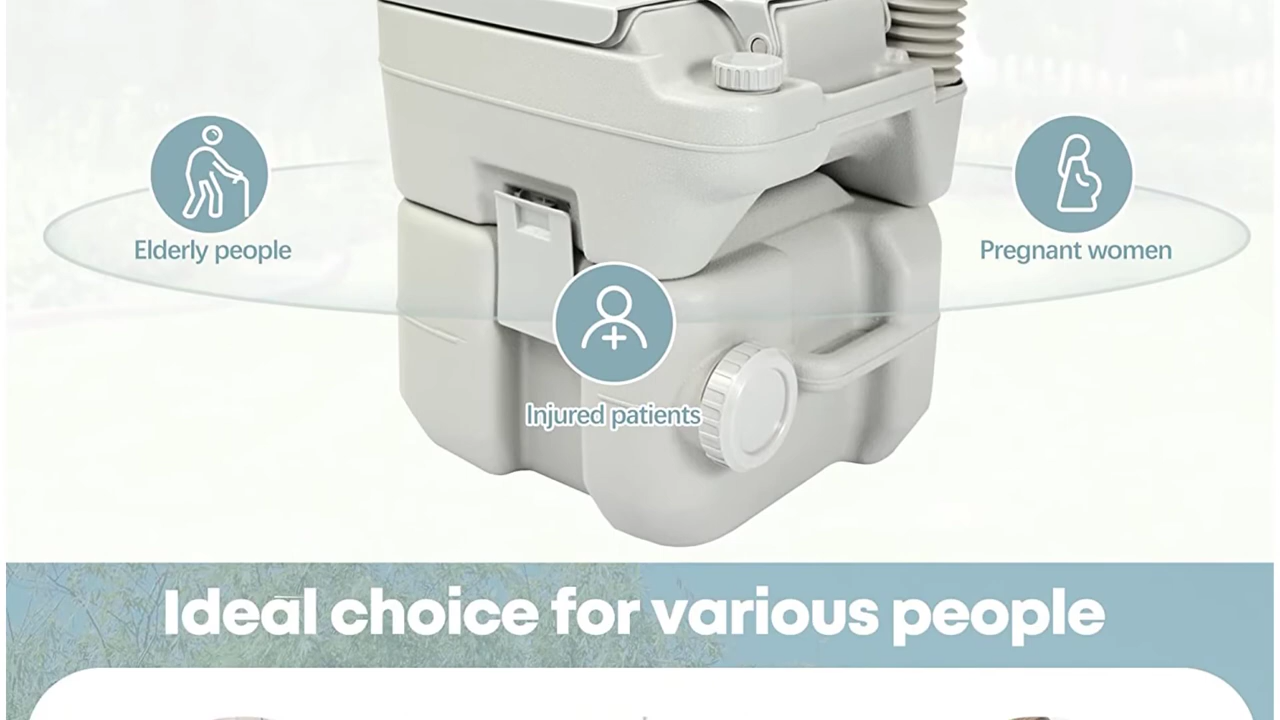 Elderly people
Pregnant women
Injured patients
Ideal choice for various people